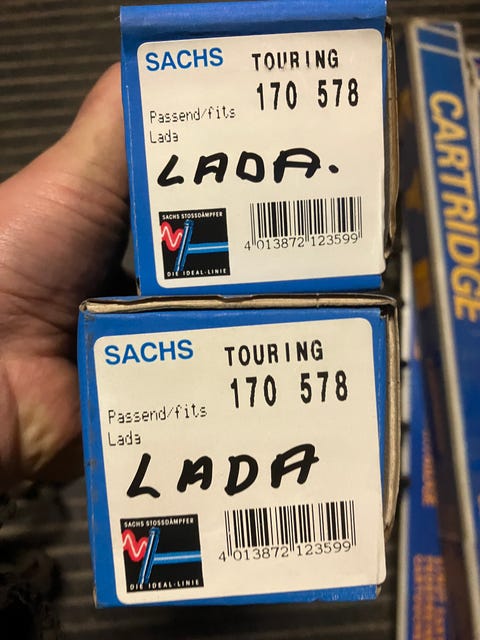 SACHS TOURING
170 578
Passend/fits
Lada
LADA.
SACHS STOSSDÄMPFER
DIE IDEAL-LINIE
4 013872 123599
SACHS TOURING
170 578
Passend/fits
Lada
LADA
SACHS STOSSDÄMPFER
DIE IDEAL-LINIE
4 013872 123599
CARTRIDGE